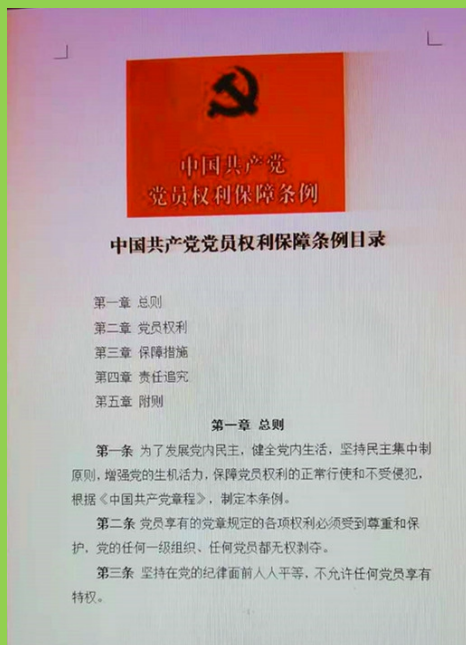 中国共产党
党员权利保障条例
中国共产党党员权利保障条例目录
第一章 总则
第二章 党员权利
第三章 保障措施
第四章 责任追究
第五章 附则
第一章 总则
第一条 为了发展党内民主，健全党内生活，坚持民主集中制
原则，增强党的生机活力，保障党员权利的正常行使和不受侵犯，
根据《中国共产党章程》，制定本条例。
第二条 党员享有的党章规定的各项权利必须受到尊重和保
护，党的任何一级组织、任何党员都无权剥夺。
第三条 坚持在党的纪律面前人人平等，不允许任何党员享有
特权。